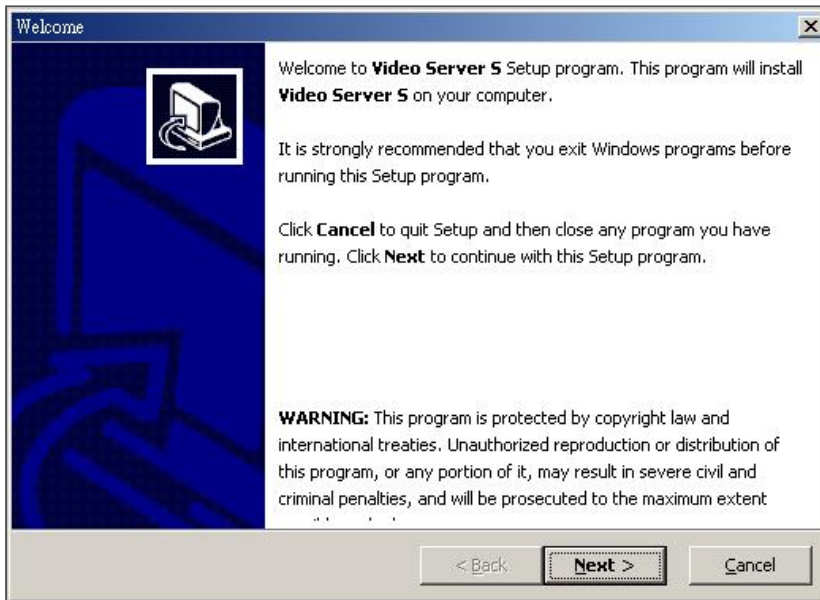 Welcome
Welcome to Video Server S Setup program. This program will install
Video Server S on your computer.
It is strongly recommended that you exit Windows programs before
running this Setup program.
Click Cancel to quit Setup and then close any program you have
running. Click Next to continue with this Setup program.
WARNING: This program is protected by copyright law and
international treaties. Unauthorized reproduction or distribution of
this program, or any portion of it, may result in severe civil and
criminal penalties, and will be prosecuted to the maximum extent
< Back
Next >
Cancel